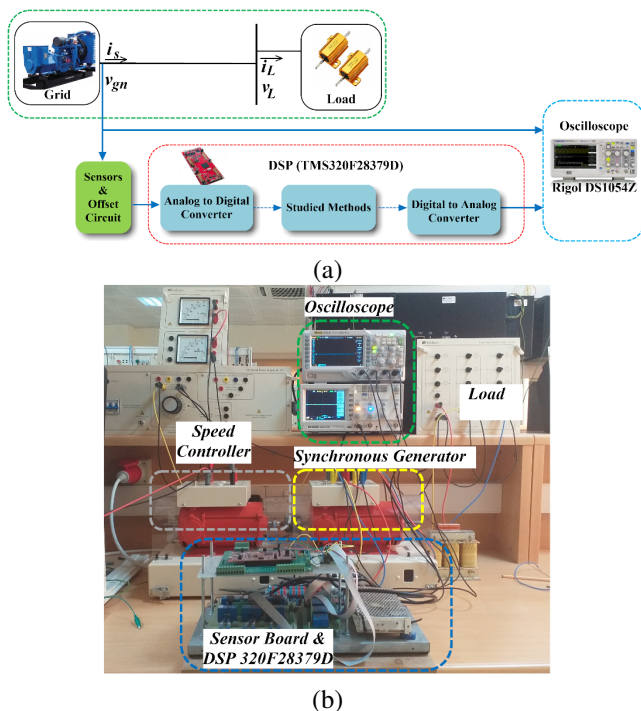 i_s
i_L
Grid
v_gn
v_L
Load
Oscilloscope
DSP (TMS320F28379D)
Rigol DS1054Z
Sensors
&
Offset
Circuit
Analog to Digital
Converter
Studied Methods
Digital to Analog
Converter
(a)
Oscilloscope
Load
Speed
Controller
Synchronous Generator
Sensor Board &
DSP 320F28379D
(b)